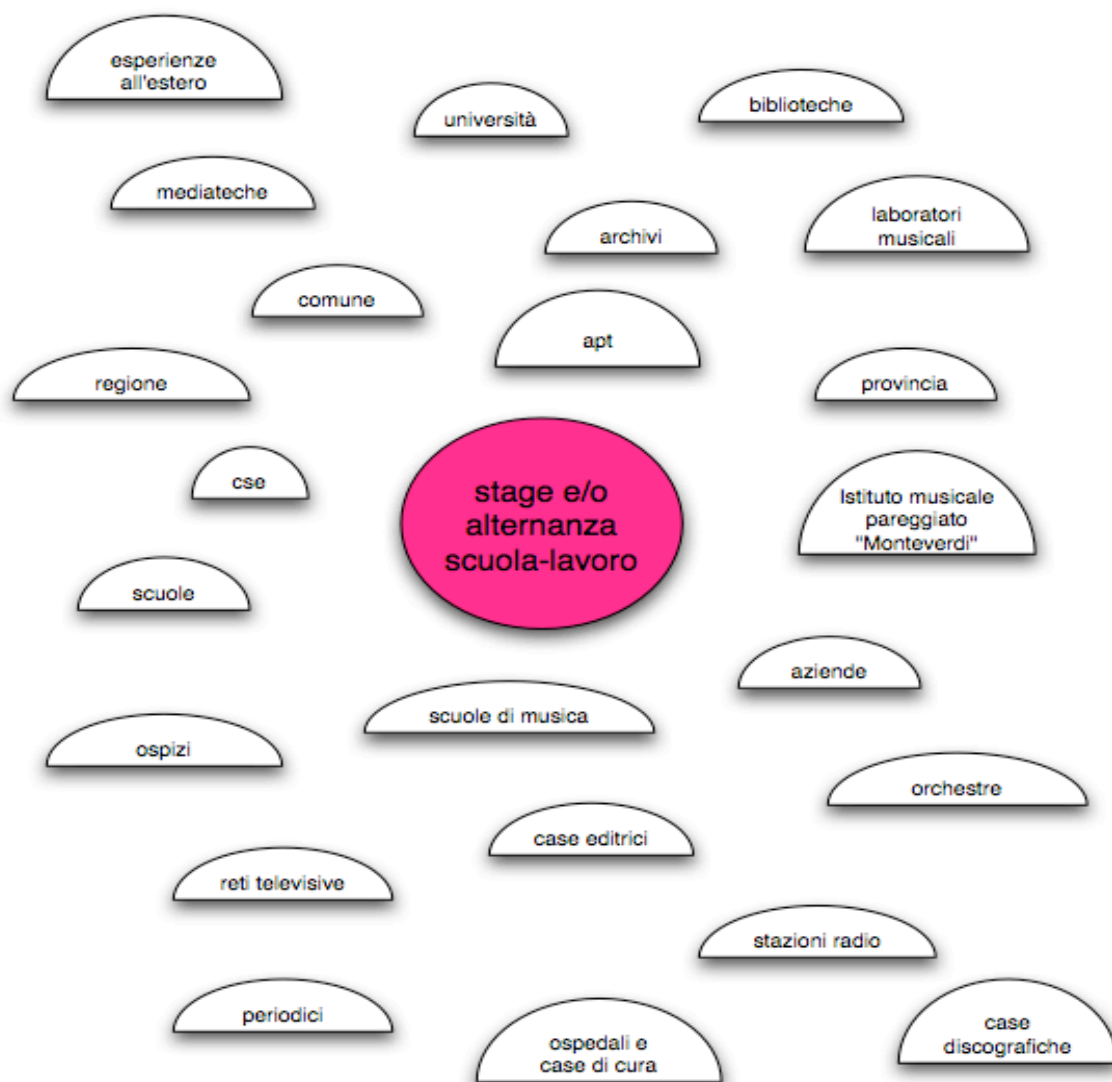 esperienze
all'estero
università
biblioteche
mediateche
archivi
laboratori
musicali
comune
apt
regione
provincia
cse
stage e/o
alternanza
scuola-lavoro
Istituto musicale
pareggiato
"Monteverdi"
scuole
aziende
scuole di musica
ospizi
orchestre
case editrici
reti televisive
stazioni radio
periodici
ospedali e
case di cura
case
discografiche